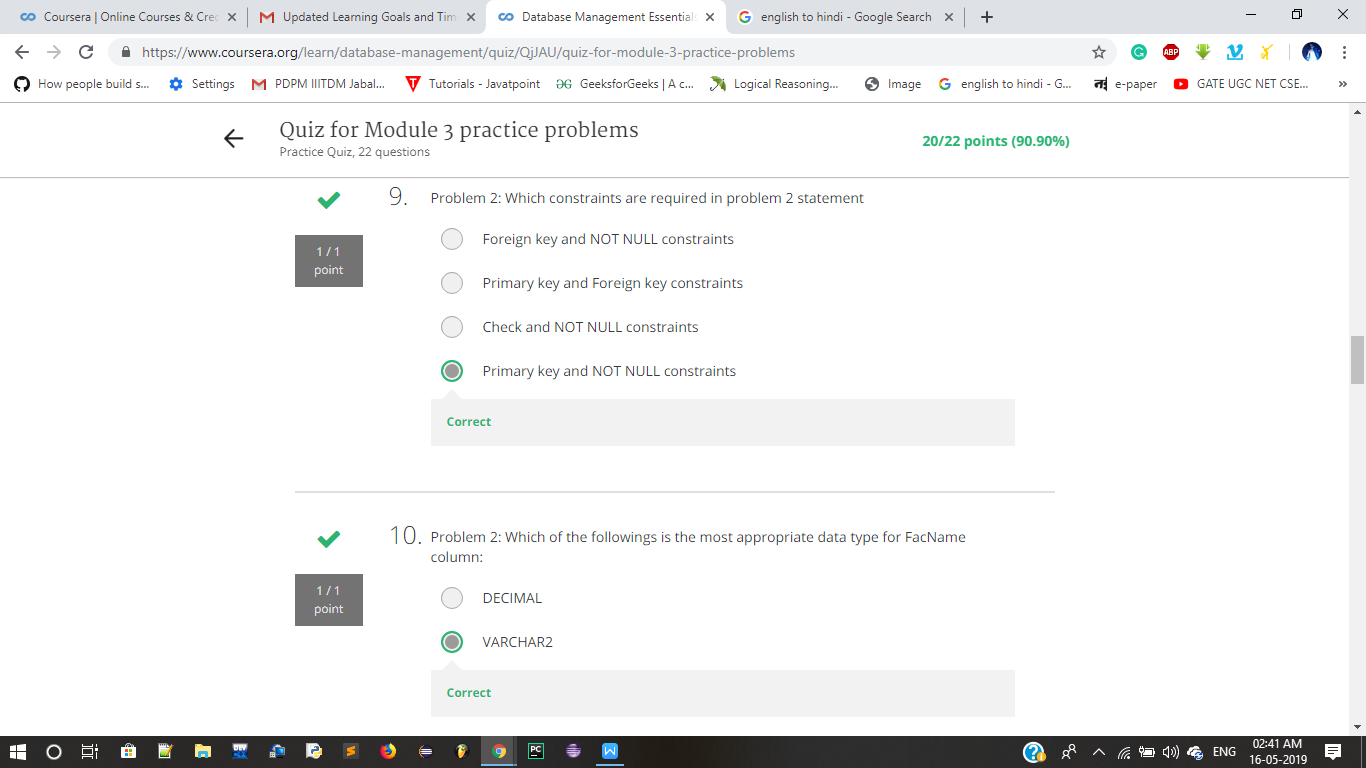 Coursera | Online Courses & Cred
Updated Learning Goals and Tim
Database Management Essentials
english to hindi - Google Search
https://www.coursera.org/learn/database-management/quiz/QjJAU/quiz-for-module-3-practice-problems
ABP
How people build s...
Settings
PDPM IIITDM Jabal...
Tutorials - Javatpoint
GeeksforGeeks | A c...
Logical Reasoning...
Image
english to hindi - G...
e-paper
GATE UGC NET CSE...
Quiz for Module 3 practice problems
Practice Quiz, 22 questions
20/22 points (90.90%)
9. Problem 2: Which constraints are required in problem 2 statement
1 / 1
point
Foreign key and NOT NULL constraints
Primary key and Foreign key constraints
Check and NOT NULL constraints
Primary key and NOT NULL constraints
Correct
10. Problem 2: Which of the followings is the most appropriate data type for FacName
column:
1 / 1
point
DECIMAL
VARCHAR2
Correct
ENG
02:41 AM
16-05-2019